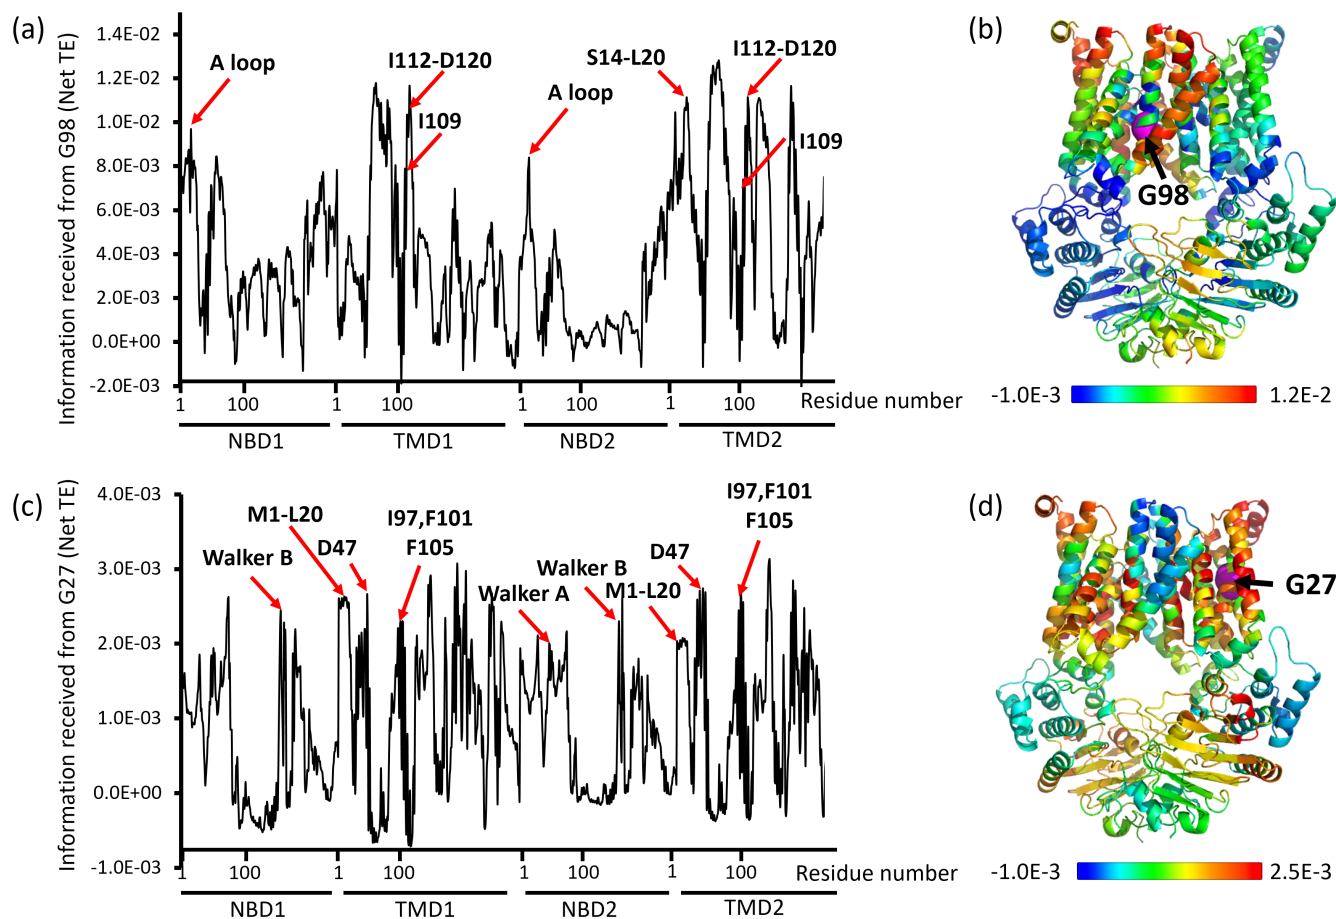 (a)
Information received from G98 (Net TE)
1.4E-02
1.2E-02
1.0E-02
8.0E-03
6.0E-03
4.0E-03
2.0E-03
0.0E+00
-2.0E-03
A loop
I112-D120
I109
A loop
S14-L20
I112-D120
I109
1 100 1 100 1 100 1 100 Residue number
NBD1 TMD1 NBD2 TMD2
(b)
G98
-1.0E-3 1.2E-2
(c)
Information received from G27 (Net TE)
4.0E-03
3.0E-03
2.0E-03
1.0E-03
0.0E+00
-1.0E-03
Walker B
M1-L20
D47
I97,F101
F105
Walker A
Walker B
M1-L20
D47
I97,F101
F105
1 100 1 100 1 100 1 100 Residue number
NBD1 TMD1 NBD2 TMD2
(d)
G27
-1.0E-03 2.5E-3